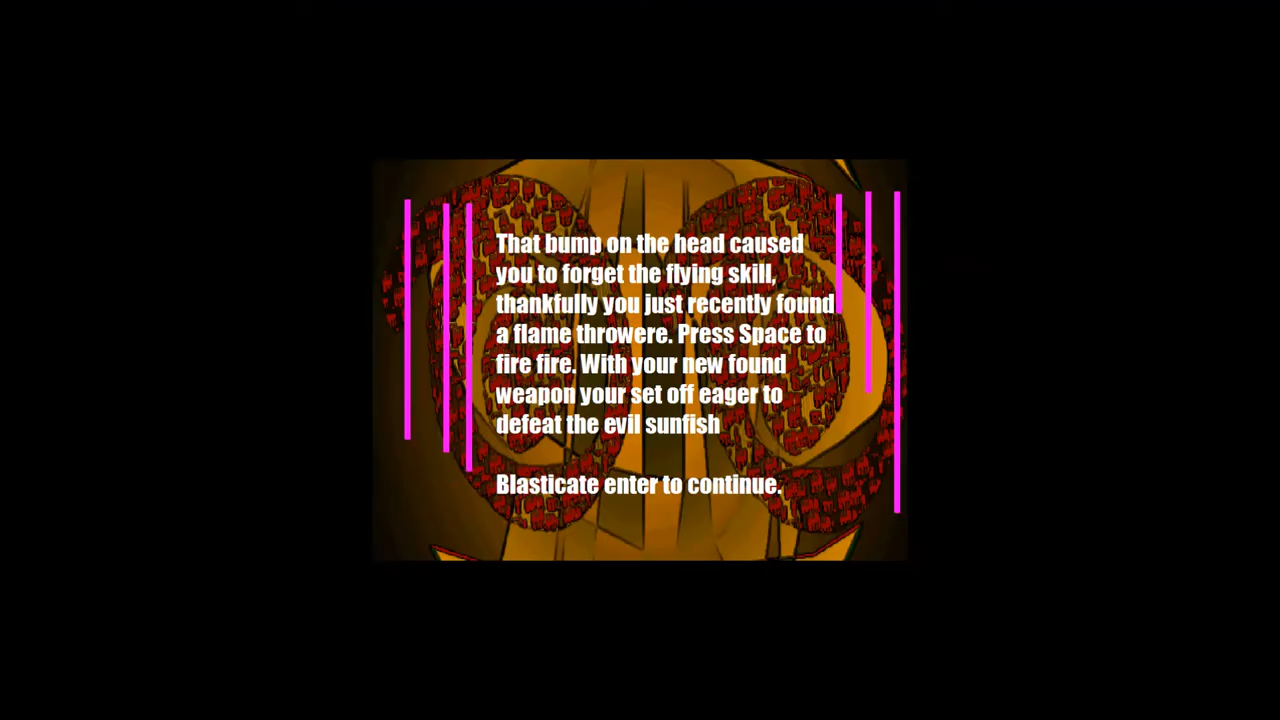 That bump on the head caused
you to forget the flying skill,
thankfully you just recently found
a flame throwere. Press Space to
fire fire. With your new found
weapon your set off eager to
defeat the evil sunfish
Blasticate enter to continue.